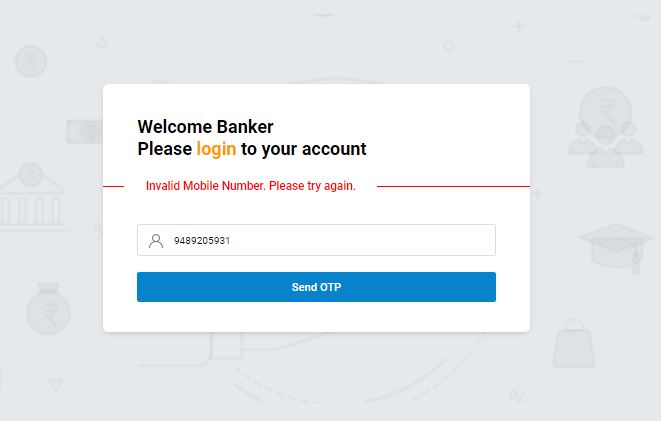 Welcome Banker
Please login to your account
Invalid Mobile Number. Please try again.
9489205931
Send OTP